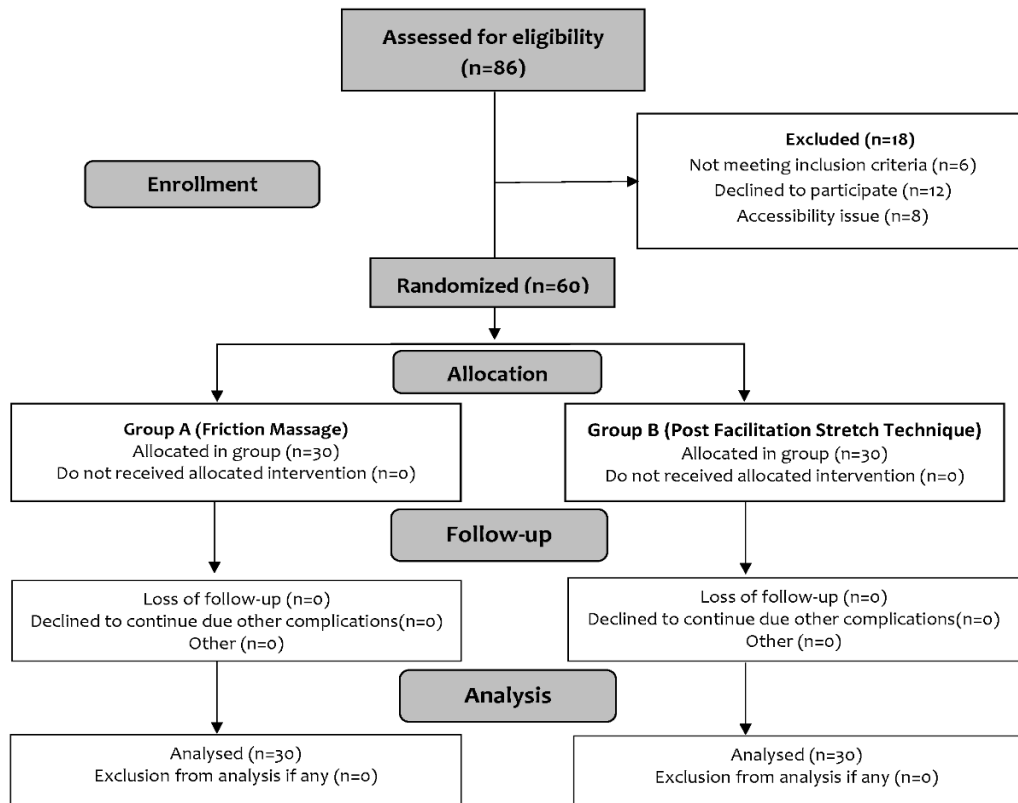 Assessed for eligibility
(n=86)
Excluded (n=18)
Not meeting inclusion criteria (n=6)
Declined to participate (n=12)
Accessibility issue (n=8)
Enrollment
Randomized (n=60)
Allocation
Group A (Friction Massage)
Allocated in group (n=30)
Do not received allocated intervention (n=0)
Group B (Post Facilitation Stretch Technique)
Allocated in group (n=30)
Do not received allocated intervention (n=0)
Follow-up
Loss of follow-up (n=0)
Declined to continue due other complications(n=0)
Other (n=0)
Loss of follow-up (n=0)
Declined to continue due other complications(n=0)
Other (n=0)
Analysis
Analysed (n=30)
Exclusion from analysis if any (n=0)
Analysed (n=30)
Exclusion from analysis if any (n=0)